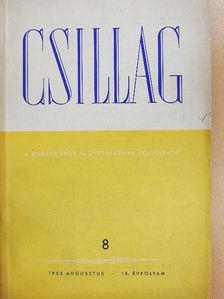 CSILLAG
A MAGYAR ÍRÓK SZÖVETSÉGÉNEK FOLYÓIRATA
8
1955 AUGUSZTUS · IX. ÉVFOLYAM